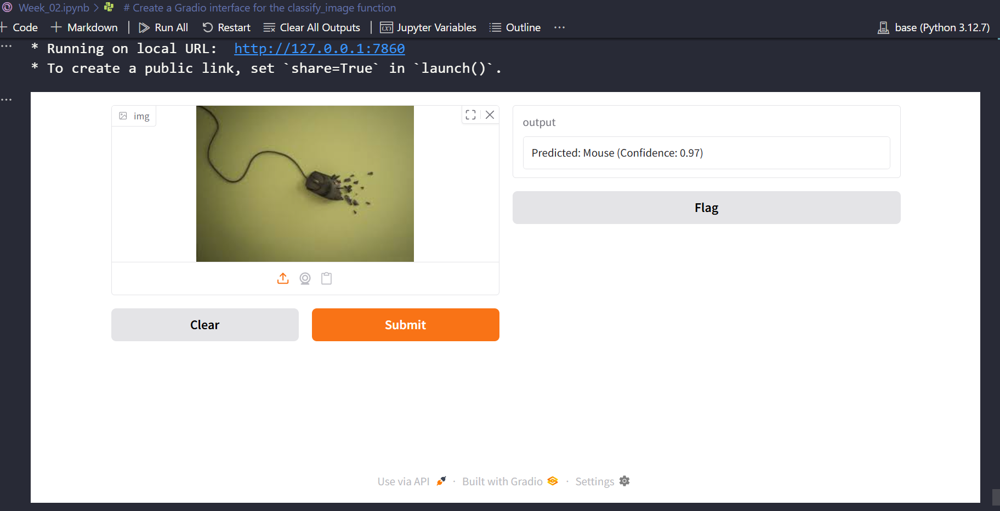 Week_02.ipynb > # Create a Gradio interface for the classify_image function
+ Code + Markdown | Run All Restart Clear All Outputs | Jupyter Variables Outline ... base (Python 3.12.7)
* Running on local URL: http://127.0.0.1:7860
* To create a public link, set `share=True` in `launch()`.
img
output
Predicted: Mouse (Confidence: 0.97)
Flag
Clear
Submit
Use via API · Built with Gradio · Settings